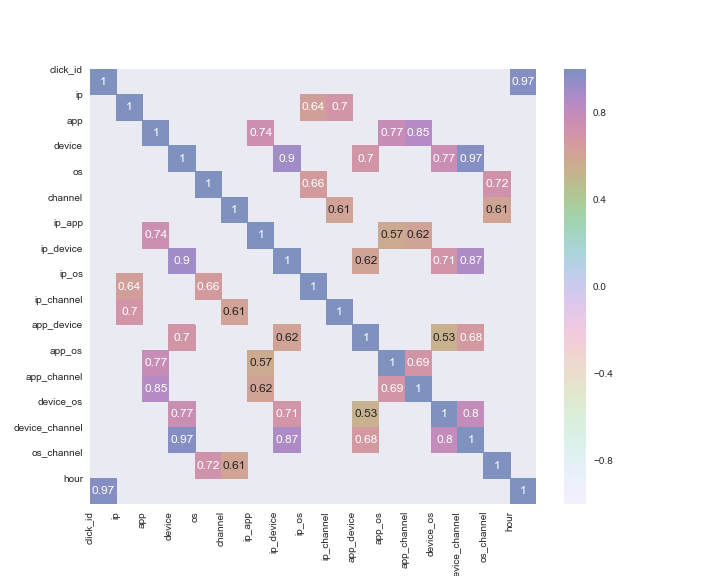 click_id 1 0.97
ip 1 0.64 0.7
app 1 0.74 0.77 0.85
device 1 0.9 0.7 0.77 0.97
os 1 0.66 0.72
channel 1 0.61 0.61
ip_app 0.74 1 0.57 0.62
ip_device 0.9 1 0.62 0.71 0.87
ip_os 0.64 0.66 1
ip_channel 0.7 0.61 1
app_device 0.7 0.62 1 0.53 0.68
app_os 0.77 0.57 1 0.69
app_channel 0.85 0.62 0.69 1
device_os 0.77 0.71 0.53 1 0.8
device_channel 0.97 0.87 0.68 0.8 1
os_channel 0.72 0.61 1
hour 0.97 1
click_id
ip
app
device
os
channel
ip_app
ip_device
ip_os
ip_channel
app_device
app_os
app_channel
device_os
device_channel
os_channel
hour
0.8
0.4
0.0
−0.4
−0.8